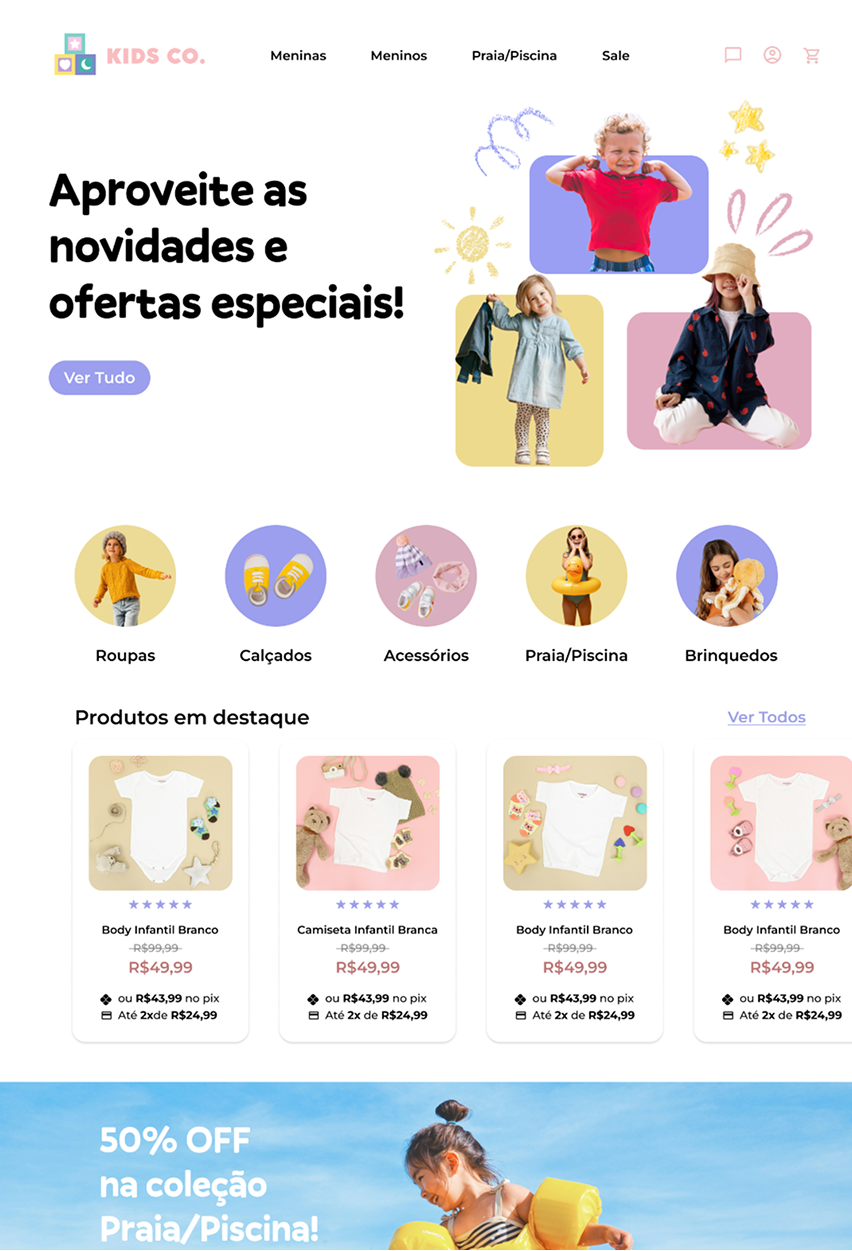 KIDS CO.
Meninas
Meninos
Praia/Piscina
Sale
Aproveite as
novidades e
ofertas especiais!
Ver Tudo
Roupas
Calçados
Acessórios
Praia/Piscina
Brinquedos
Produtos em destaque
Ver Todos
Body Infantil Branco
R$99,99
R$49,99
ou R$43,99 no pix
Até 2xde R$24,99
Camiseta Infantil Branca
R$99,99
R$49,99
ou R$43,99 no pix
Até 2x de R$24,99
Body Infantil Branco
R$99,99
R$49,99
ou R$43,99 no pix
Até 2x de R$24,99
Body Infantil Branco
R$99,99
R$49,99
ou R$43,99 no pix
Até 2x de R$24,99
50% OFF
na coleção
Praia/Piscina!